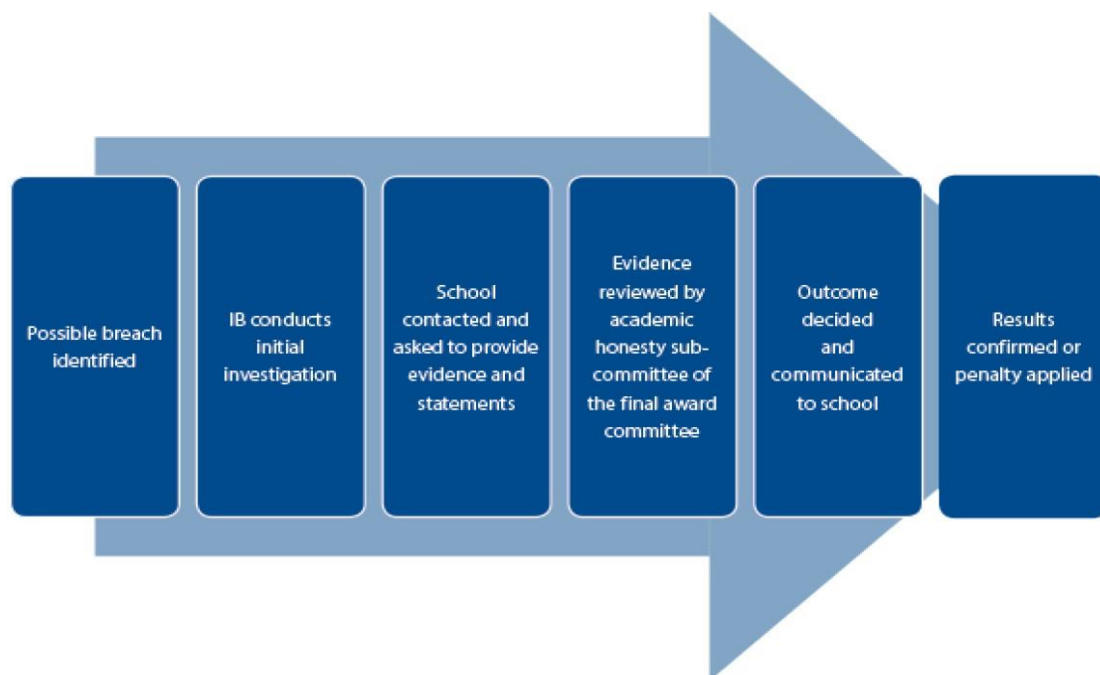 Possible breach
identified
IB conducts
initial
investigation
School
contacted and
asked to provide
evidence and
statements
Evidence
reviewed by
academic
honesty sub-
committee of
the final award
committee
Outcome
decided
and
communicated
to school
Results
confirmed or
penalty applied